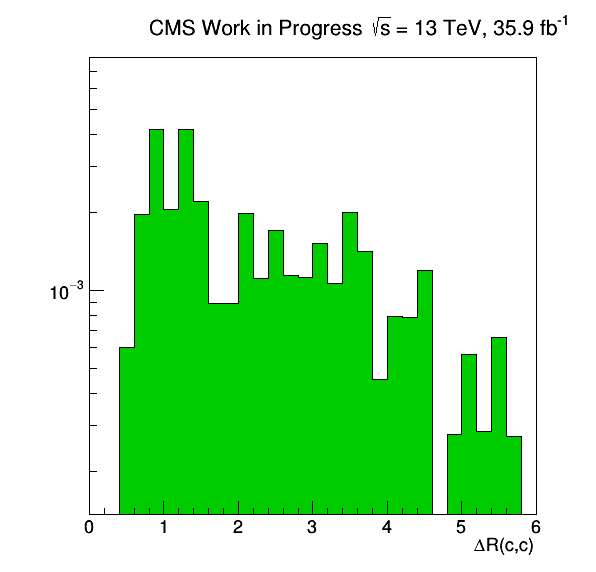 CMS Work in Progress √s = 13 TeV, 35.9 fb⁻¹
10⁻³
0 1 2 3 4 5 6
ΔR(c,c)